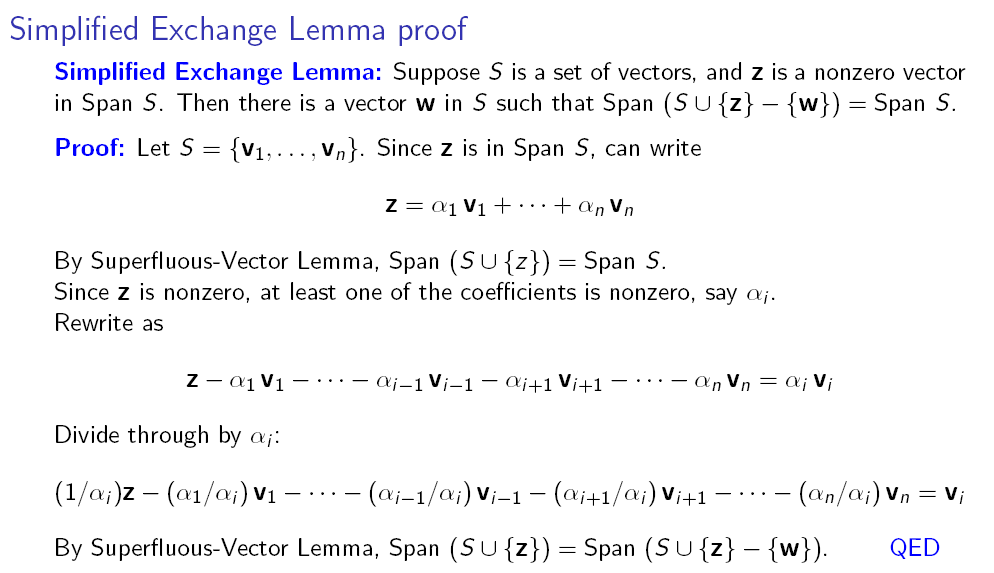 Simplified Exchange Lemma proof
Simplified Exchange Lemma: Suppose S is a set of vectors, and z is a nonzero vector
in Span S. Then there is a vector w in S such that Span (S ∪ {z} − {w}) = Span S.
Proof: Let S = {v₁, . . . , vₙ}. Since z is in Span S, can write
z = α₁ v₁ + · · · + αₙ vₙ
By Superfluous-Vector Lemma, Span (S ∪ {z}) = Span S.
Since z is nonzero, at least one of the coefficients is nonzero, say αᵢ.
Rewrite as
z − α₁ v₁ − · · · − αᵢ₋₁ vᵢ₋₁ − αᵢ₊₁ vᵢ₊₁ − · · · − αₙ vₙ = αᵢ vᵢ
Divide through by αᵢ:
(1/αᵢ)z − (α₁/αᵢ) v₁ − · · · − (αᵢ₋₁/αᵢ) vᵢ₋₁ − (αᵢ₊₁/αᵢ) vᵢ₊₁ − · · · − (αₙ/αᵢ) vₙ = vᵢ
By Superfluous-Vector Lemma, Span (S ∪ {z}) = Span (S ∪ {z} − {w}). QED